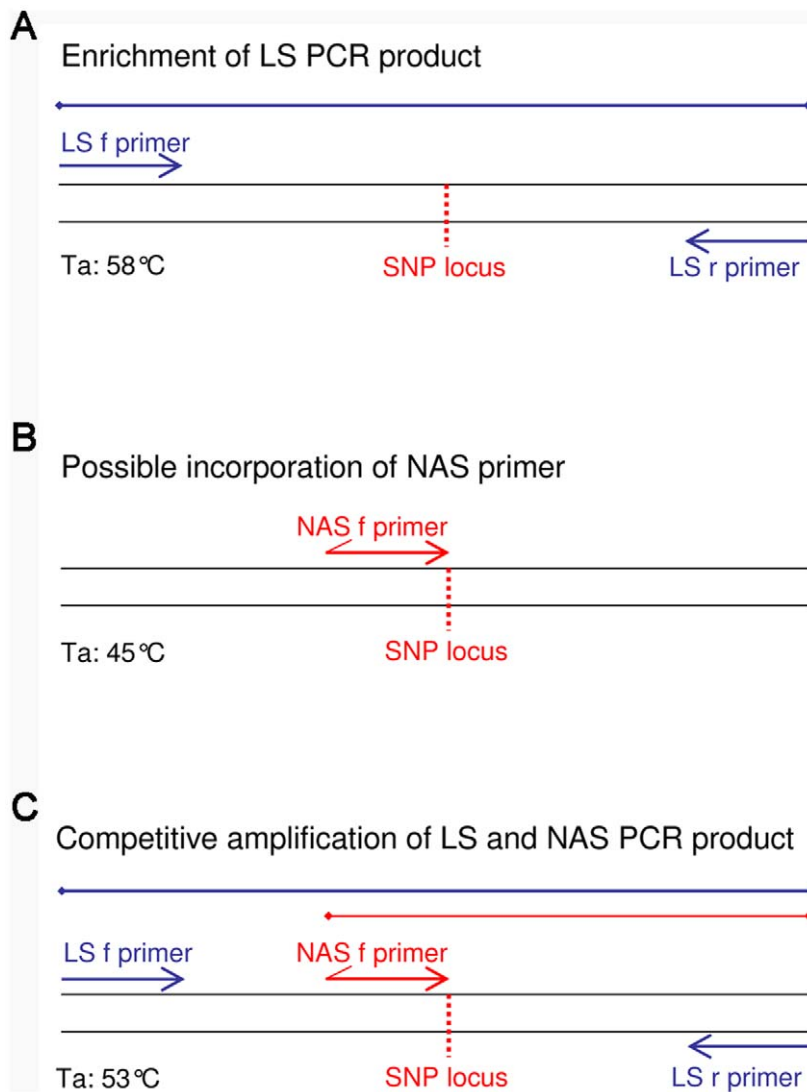 A
Enrichment of LS PCR product
LS f primer
Ta: 58°C
SNP locus
LS r primer
B
Possible incorporation of NAS primer
NAS f primer
Ta: 45°C
SNP locus
C
Competitive amplification of LS and NAS PCR product
LS f primer
NAS f primer
Ta: 53°C
SNP locus
LS r primer